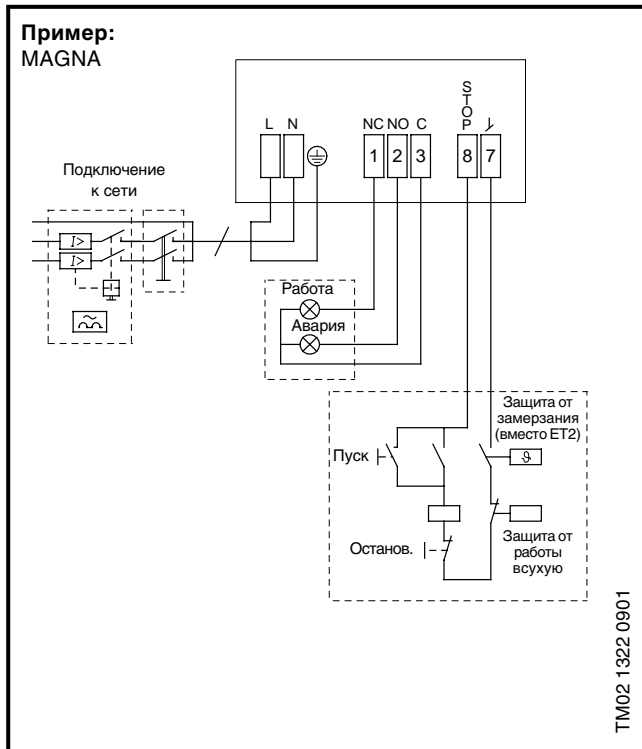 Пример:
MAGNA
STOP
L N
NC NO C
1 2 3
8 7
Подключение
к сети
I>
I>
Работа
Авария
Защита от
замерзания
(вместо ET2)
Пуск
ϑ
Останов.
Защита от
работы
всухую
TM02 1322 0901